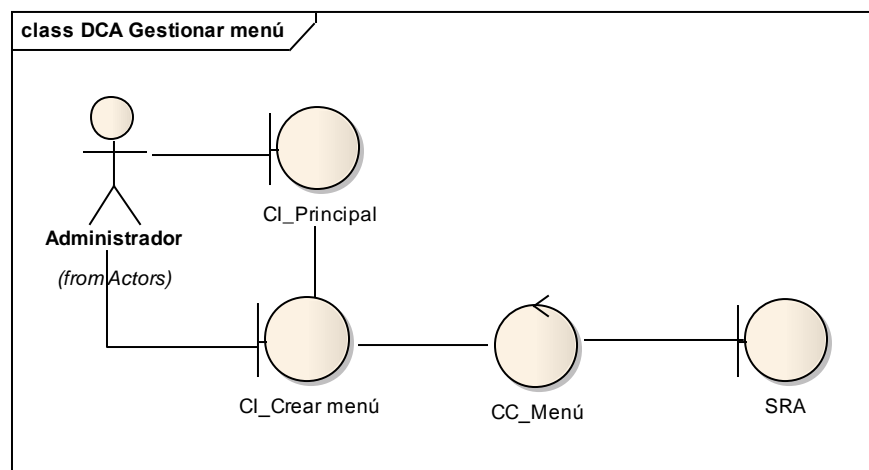 class DCA Gestionar menú
CI_Principal
Administrador
(from Actors)
CI_Crear menú
CC_Menú
SRA